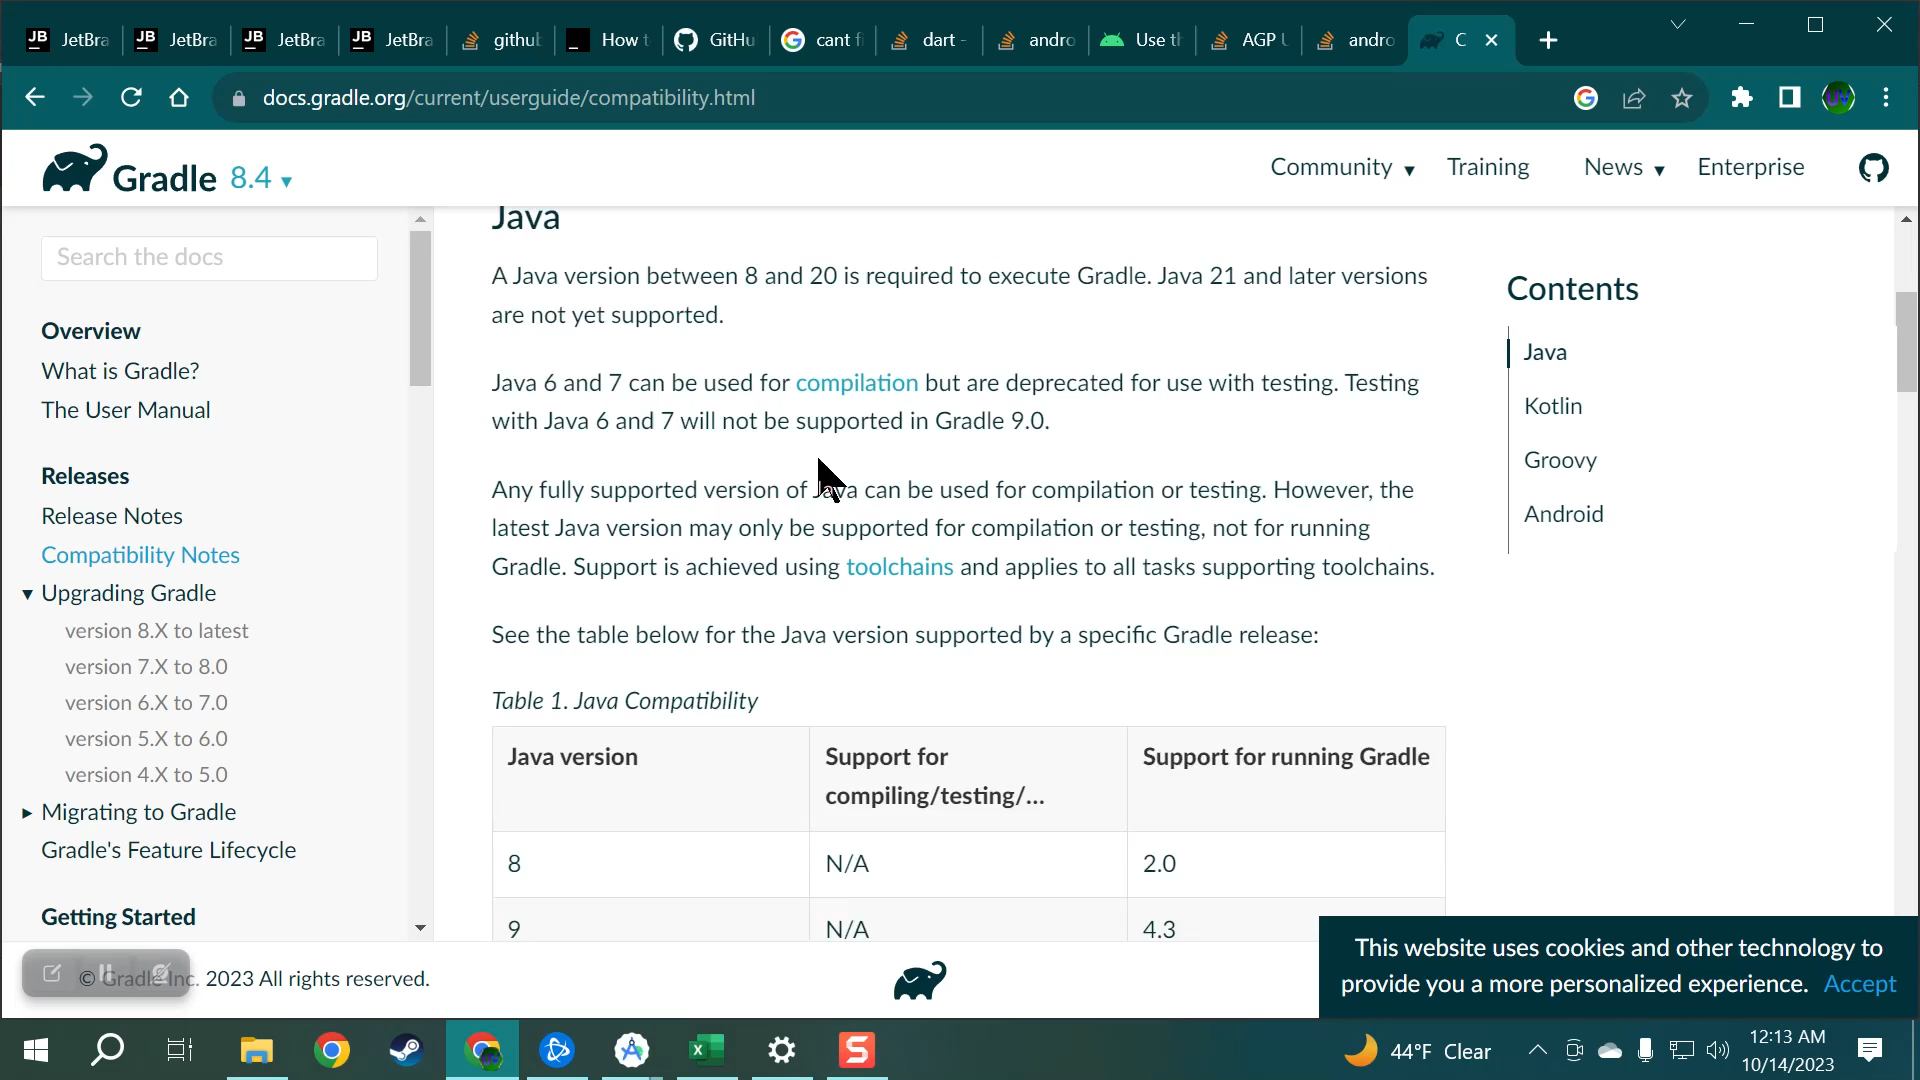 JetBra
JetBra
JetBra
JetBra
github
How t
GitHu
cant f
dart -
andro
Use th
AGP U
andro
C
docs.gradle.org/current/userguide/compatibility.html
Gradle 8.4
Community
Training
News
Enterprise
Search the docs
Overview
What is Gradle?
The User Manual
Releases
Release Notes
Compatibility Notes
Upgrading Gradle
version 8.X to latest
version 7.X to 8.0
version 6.X to 7.0
version 5.X to 6.0
version 4.X to 5.0
Migrating to Gradle
Gradle's Feature Lifecycle
Getting Started
Java
A Java version between 8 and 20 is required to execute Gradle. Java 21 and later versions
are not yet supported.
Java 6 and 7 can be used for compilation but are deprecated for use with testing. Testing
with Java 6 and 7 will not be supported in Gradle 9.0.
Any fully supported version of Java can be used for compilation or testing. However, the
latest Java version may only be supported for compilation or testing, not for running
Gradle. Support is achieved using toolchains and applies to all tasks supporting toolchains.
See the table below for the Java version supported by a specific Gradle release:
Table 1. Java Compatibility
Java version
Support for
compiling/testing/...
Support for running Gradle
8
N/A
2.0
9
N/A
4.3
Contents
Java
Kotlin
Groovy
Android
This website uses cookies and other technology to
provide you a more personalized experience. Accept
© Gradle Inc. 2023 All rights reserved.
44°F Clear
12:13 AM
10/14/2023